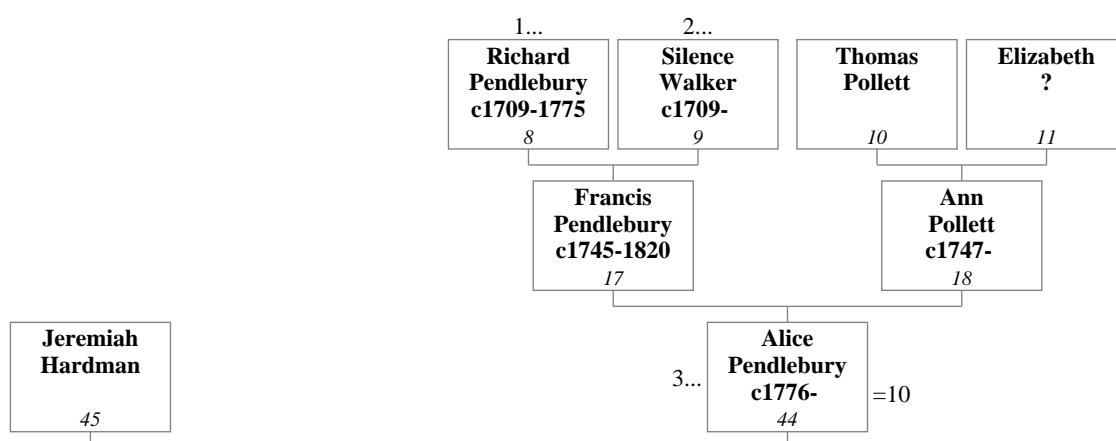 1...
2...
Richard
Pendlebury
c1709-1775
8
Silence
Walker
c1709-
9
Thomas
Pollett
10
Elizabeth
?
11
Francis
Pendlebury
c1745-1820
17
Ann
Pollett
c1747-
18
Jeremiah
Hardman
45
3...
Alice
Pendlebury
c1776-
44
=10